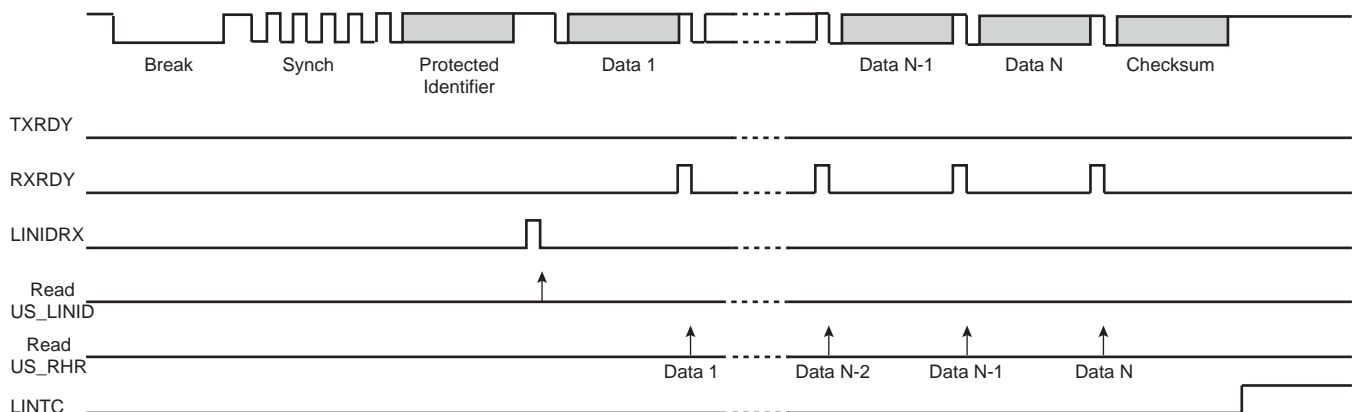 Break Synch Protected Data 1 Data N-1 Data N Checksum
Identifier
TXRDY
RXRDY
LINIDRX
Read
US_LINID
Read
US_RHR
Data 1 Data N-2 Data N-1 Data N
LINTC